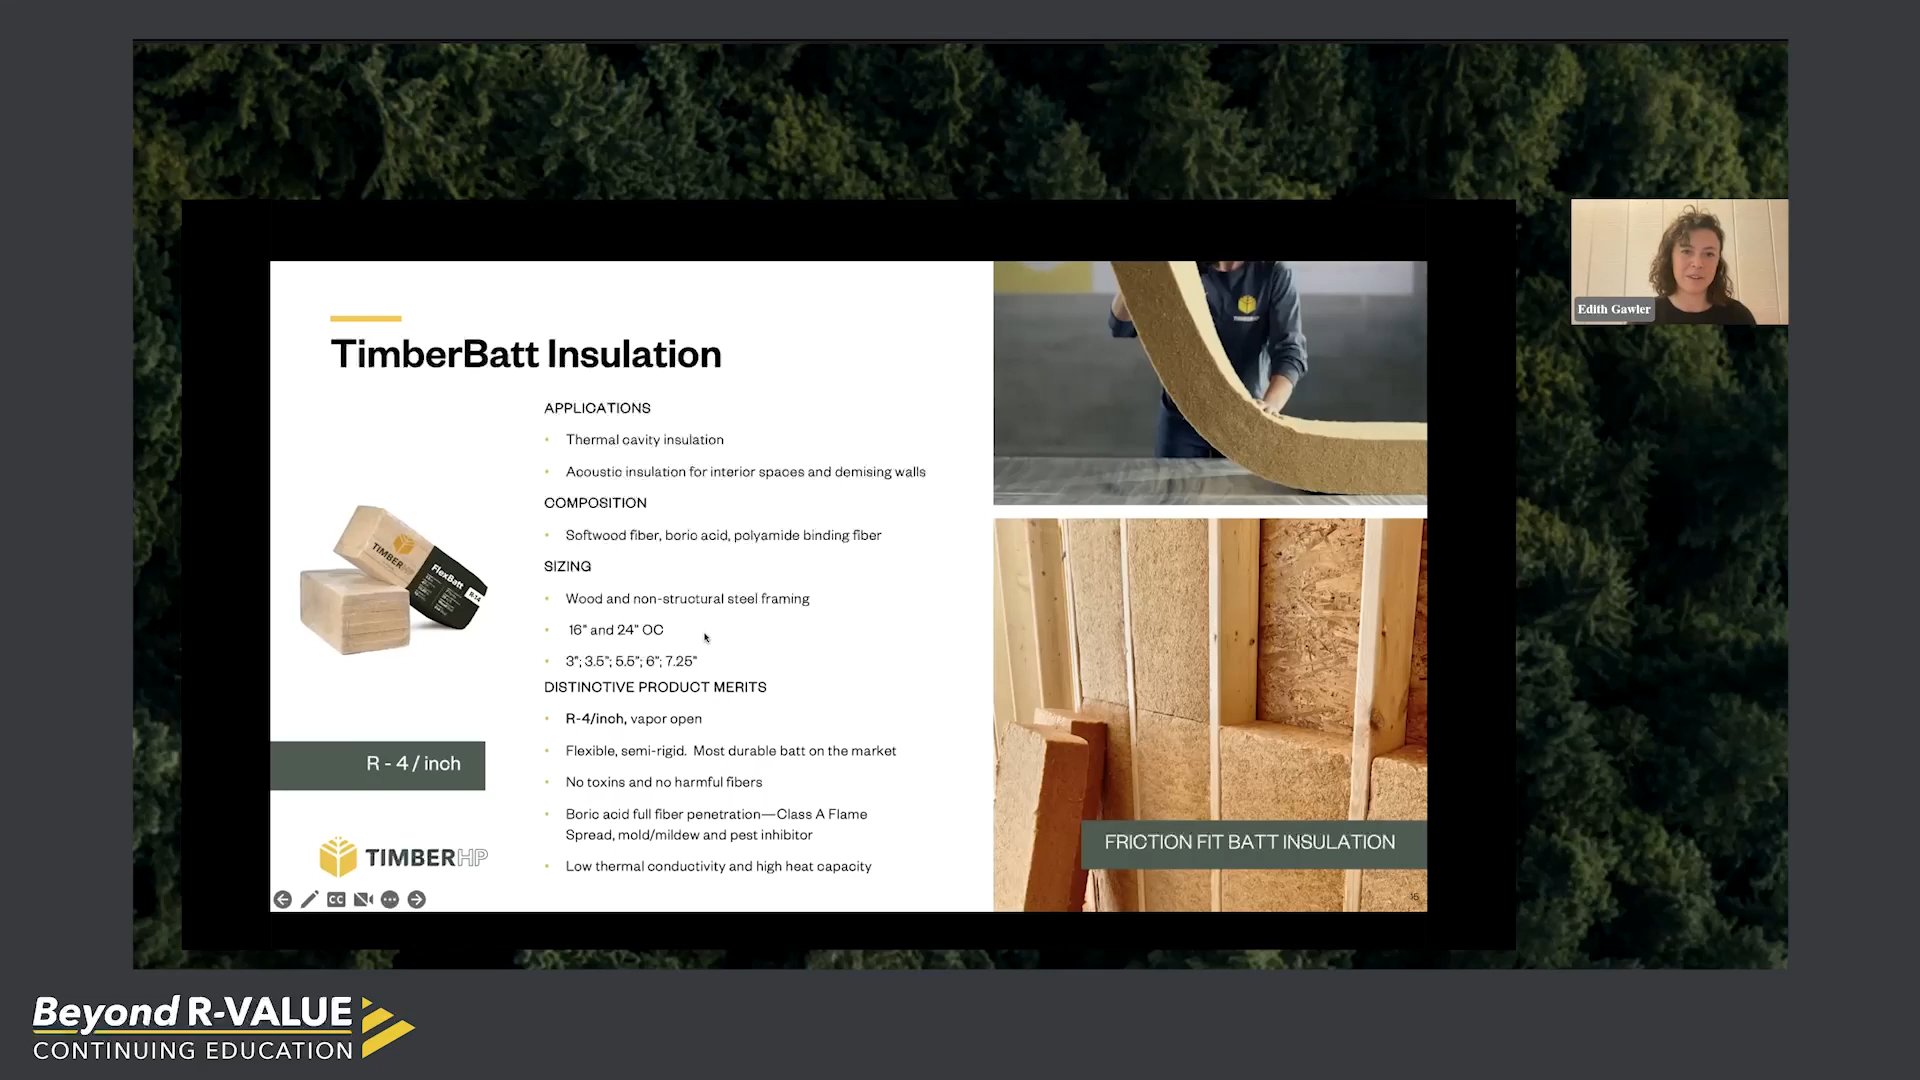 TimberBatt Insulation
APPLICATIONS
Thermal cavity insulation
Acoustic insulation for interior spaces and demising walls
COMPOSITION
Softwood fiber, boric acid, polyamide binding fiber
SIZING
Wood and non-structural steel framing
16" and 24" OC
3"; 3.5"; 5.5"; 6"; 7.25"
DISTINCTIVE PRODUCT MERITS
R-4/inch, vapor open
Flexible, semi-rigid. Most durable batt on the market
No toxins and no harmful fibers
Boric acid full fiber penetration—Class A Flame
Spread, mold/mildew and pest inhibitor
Low thermal conductivity and high heat capacity
TIMBERHP
FlexBatt
R-14
R - 4 / inch
TIMBERHP
CC
FRICTION FIT BATT INSULATION
Edith Gawler
Beyond R-VALUE
CONTINUING EDUCATION